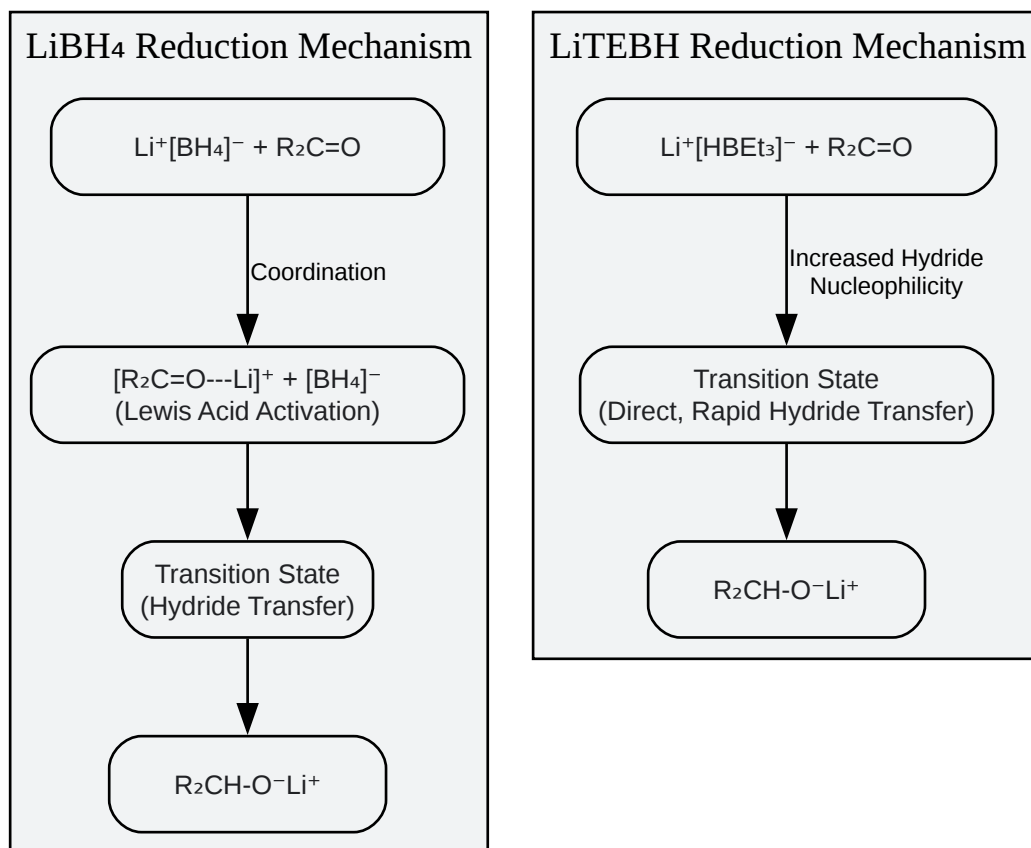 LiBH₄ Reduction Mechanism
Li⁺[BH₄]⁻ + R₂C=O
Coordination
[R₂C=O---Li]⁺ + [BH₄]⁻
(Lewis Acid Activation)
Transition State
(Hydride Transfer)
R₂CH-O⁻Li⁺
LiTEBH Reduction Mechanism
Li⁺[HBEt₃]⁻ + R₂C=O
Increased Hydride
Nucleophilicity
Transition State
(Direct, Rapid Hydride Transfer)
R₂CH-O⁻Li⁺